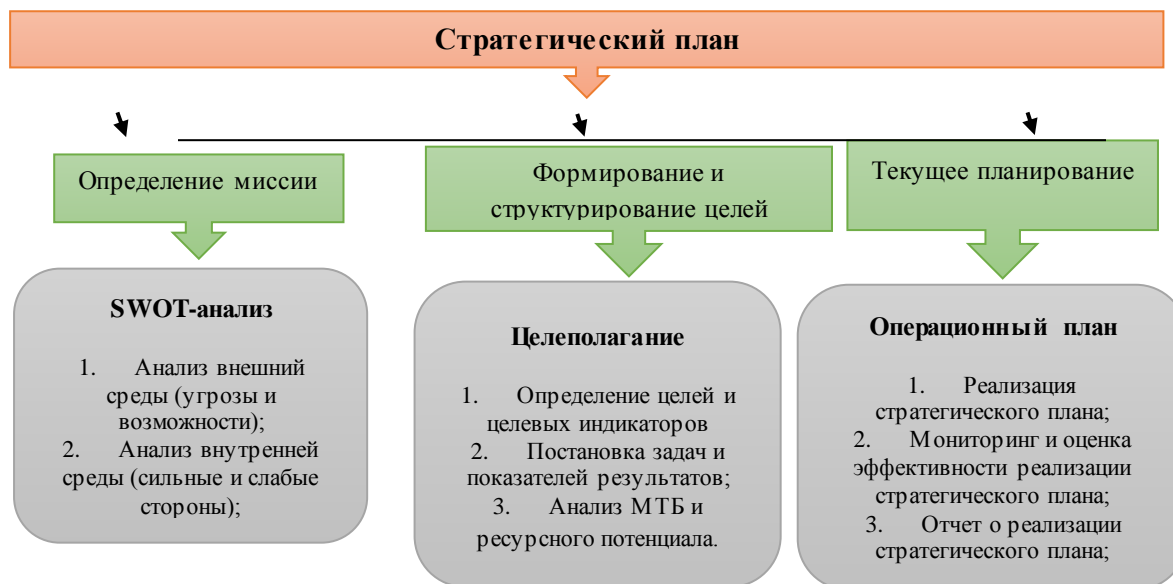 Стратегический план
Определение миссии
Формирование и
структурирование целей
Текущее планирование
SWOT-анализ
1. Анализ внешний
среды (угрозы и
возможности);
2. Анализ внутренней
среды (сильные и слабые
стороны);
Целеполагание
1. Определение целей и
целевых индикаторов
2. Постановка задач и
показателей результатов;
3. Анализ МТБ и
ресурсного потенциала.
Операционный план
1. Реализация
стратегического плана;
2. Мониторинг и оценка
эффективности реализации
стратегического плана;
3. Отчет о реализации
стратегического плана;